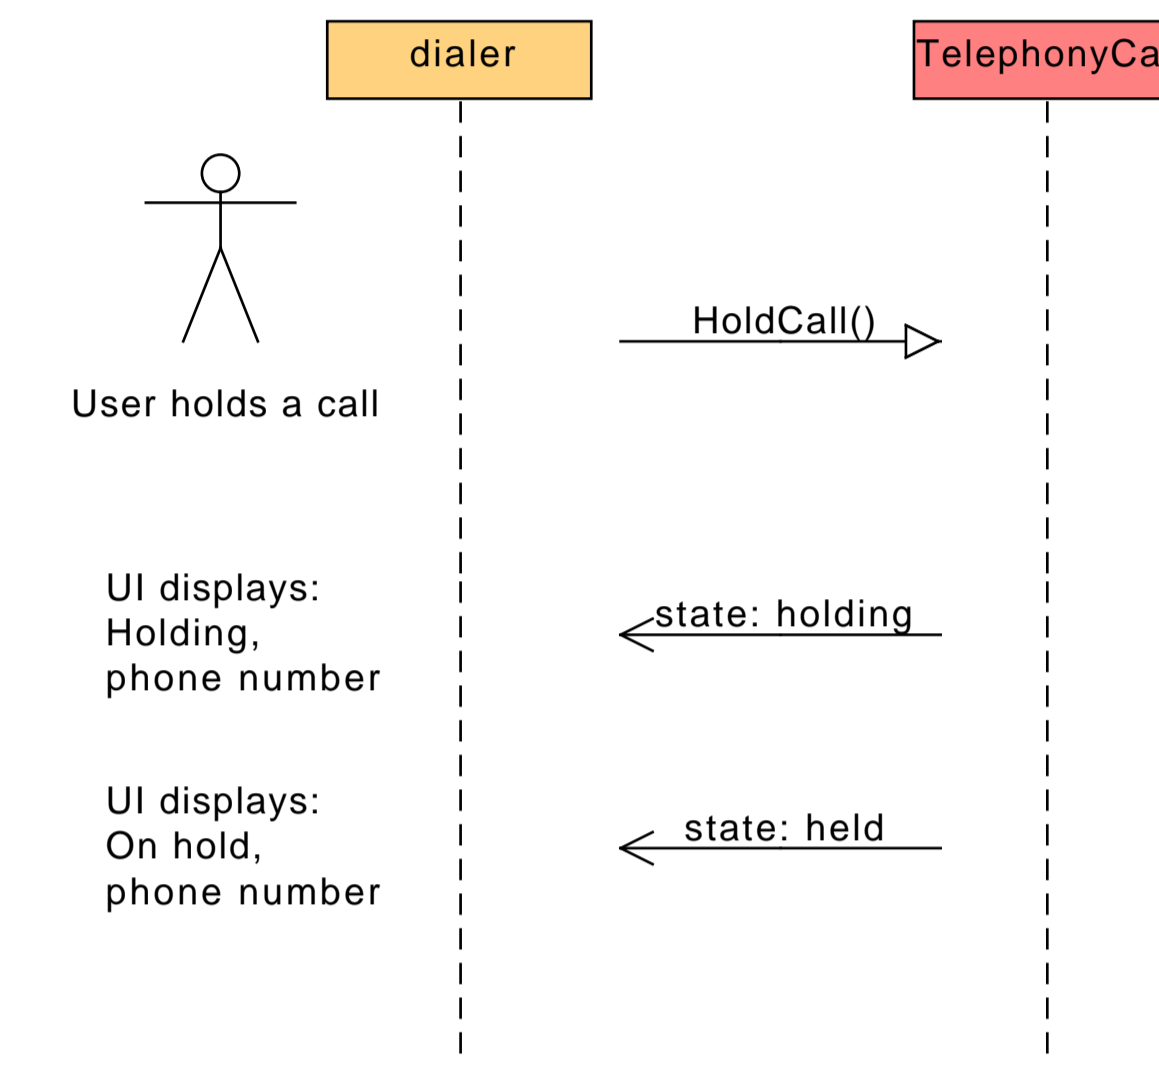 dialer
TelephonyCa
HoldCall()
User holds a call
UI displays:
Holding,
phone number
state: holding
UI displays:
On hold,
phone number
state: held